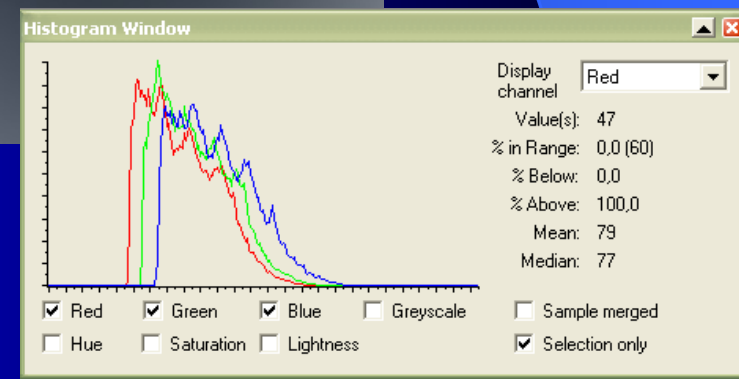 Histogram Window
Display channel
Red
Value(s): 47
% in Range: 0,0 (60)
% Below: 0,0
% Above: 100,0
Mean: 79
Median: 77
Red Green Blue Greyscale Sample merged
Hue Saturation Lightness Selection only